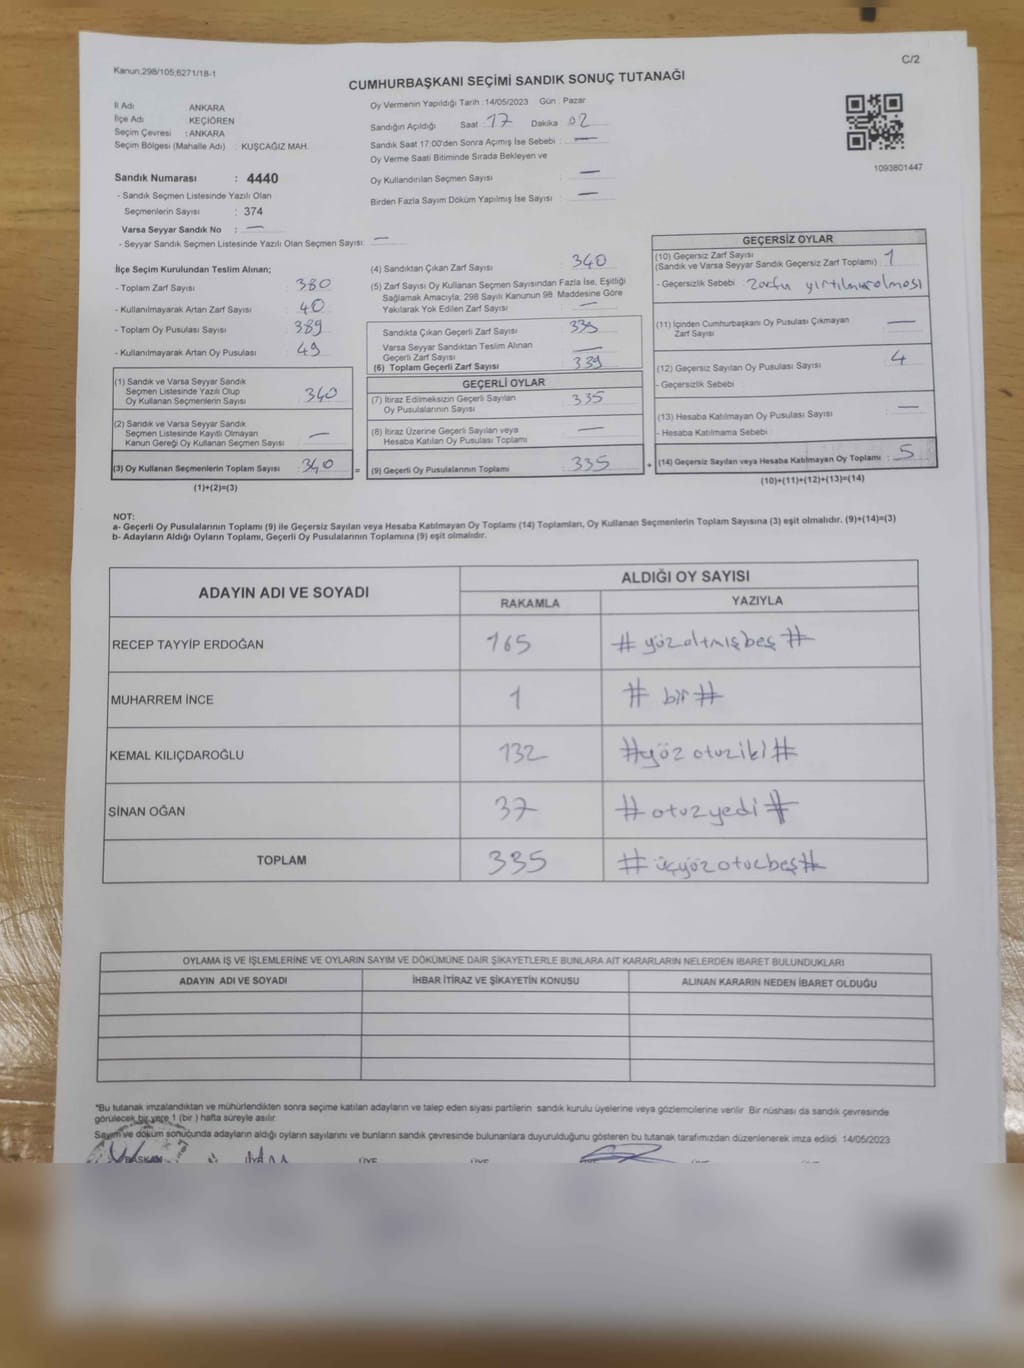 Kanun;298/105,6271/18-1
C/2
CUMHURBAŞKANI SEÇİMİ SANDIK SONUÇ TUTANAĞI
İl Adı : ANKARA
İlçe Adı : KEÇİÖREN
Seçim Çevresi : ANKARA
Seçim Bölgesi (Mahalle Adı) : KUŞCAĞIZ MAH.
Oy Vermenin Yapıldığı Tarih :14/05/2023 Gün : Pazar
Sandığın Açıldığı Saat : 17 Dakika : 02
Sandık Saat 17:00'den Sonra Açımış İse Sebebi : —
Oy Verme Saati Bitiminde Sırada Bekleyen ve
Oy Kullandırılan Seçmen Sayısı : —
Birden Fazla Sayım Döküm Yapılmış İse Sayısı : —
1093801447
Sandık Numarası : 4440
- Sandık Seçmen Listesinde Yazılı Olan
Seçmenlerin Sayısı : 374
Varsa Seyyar Sandık No : —
- Seyyar Sandık Seçmen Listesinde Yazılı Olan Seçmen Sayısı: —
İlçe Seçim Kurulundan Teslim Alınan;
- Toplam Zarf Sayısı : 380
- Kullanılmayarak Artan Zarf Sayısı : 40
- Toplam Oy Pusulası Sayısı : 389
- Kullanılmayarak Artan Oy Pusulası : 49
(1) Sandık ve Varsa Seyyar Sandık
Seçmen Listesinde Yazılı Olup
Oy Kullanan Seçmenlerin Sayısı : 340
(2) Sandık ve Varsa Seyyar Sandık
Seçmen Listesinde Kayıtlı Olmayan
Kanun Gereği Oy Kullanan Seçmen Sayısı : —
(3) Oy Kullanan Seçmenlerin Toplam Sayısı : 340 =
(1)+(2)=(3)
(4) Sandıktan Çıkan Zarf Sayısı : 340
(5) Zarf Sayısı Oy Kullanan Seçmen Sayısından Fazla İse, Eşitliği
Sağlamak Amacıyla; 298 Sayılı Kanunun 98. Maddesine Göre
Yakılarak Yok Edilen Zarf Sayısı : —
Sandıkta Çıkan Geçerli Zarf Sayısı : 339
Varsa Seyyar Sandıktan Teslim Alınan
Geçerli Zarf Sayısı : —
(6) Toplam Geçerli Zarf Sayısı : 339
GEÇERLİ OYLAR
(7) İtiraz Edilmeksizin Geçerli Sayılan
Oy Pusulalarının Sayısı : 335
(8) İtiraz Üzerine Geçerli Sayılan veya
Hesaba Katılan Oy Pusulası Toplamı : —
(9) Geçerli Oy Pusulalarının Toplamı : 335 +
GEÇERSİZ OYLAR
(10) Geçersiz Zarf Sayısı
(Sandık ve Varsa Seyyar Sandık Geçersiz Zarf Toplamı) : 1
- Geçersizlik Sebebi : Zarfın yırtılmış olması
(11) İçinden Cumhurbaşkanı Oy Pusulası Çıkmayan
Zarf Sayısı : —
(12) Geçersiz Sayılan Oy Pusulası Sayısı : 4
- Geçersizlik Sebebi :
(13) Hesaba Katılmayan Oy Pusulası Sayısı : —
- Hesaba Katılmama Sebebi :
(14) Geçersiz Sayılan veya Hesaba Katılmayan Oy Toplamı : 5
(10)+(11)+(12)+(13)=(14)
NOT:
a- Geçerli Oy Pusulalarının Toplamı (9) ile Geçersiz Sayılan veya Hesaba Katılmayan Oy Toplamı (14) Toplamları, Oy Kullanan Seçmenlerin Toplam Sayısına (3) eşit olmalıdır. (9)+(14)=(3)
b- Adayların Aldığı Oyların Toplamı, Geçerli Oy Pusulalarının Toplamına (9) eşit olmalıdır.
ADAYIN ADI VE SOYADI
ALDIĞI OY SAYISI
RAKAMLA YAZIYLA
RECEP TAYYİP ERDOĞAN 165 # yüzaltmışbeş #
MUHARREM İNCE 1 # bir #
KEMAL KILIÇDAROĞLU 132 # yüz otuziki #
SİNAN OĞAN 37 # otuzyedi #
TOPLAM 335 # üçyüzotuzbeş #
OYLAMA İŞ VE İŞLEMLERİNE VE OYLARIN SAYIM VE DÖKÜMÜNE DAİR ŞİKAYETLERLE BUNLARA AİT KARARLARIN NELERDEN İBARET BULUNDUKLARI
ADAYIN ADI VE SOYADI İHBAR İTİRAZ VE ŞİKAYETİN KONUSU ALINAN KARARIN NEDEN İBARET OLDUĞU
*Bu tutanak imzalandıktan ve mühürlendikten sonra seçime katılan adayların ve talep eden siyasi partilerin sandık kurulu üyelerine veya gözlemcilerine verilir. Bir nüshası da sandık çevresinde
görülecek bir yere 1 (bir ) hafta süreyle asılır.
Sayım ve döküm sonucunda adayların aldığı oyların sayılarını ve bunların sandık çevresinde bulunanlara duyurulduğunu gösteren bu tutanak tarafımızdan düzenlenerek imza edildi. 14/05/2023
BAŞKAN ÜYE ÜYE